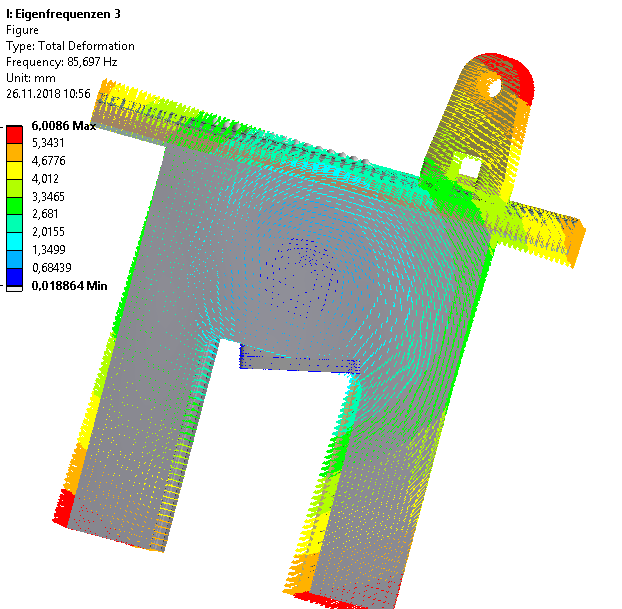 I: Eigenfrequenzen 3
Figure
Type: Total Deformation
Frequency: 85,697 Hz
Unit: mm
26.11.2018 10:56
6,0086 Max
5,3431
4,6776
4,012
3,3465
2,681
2,0155
1,3499
0,68439
0,018864 Min